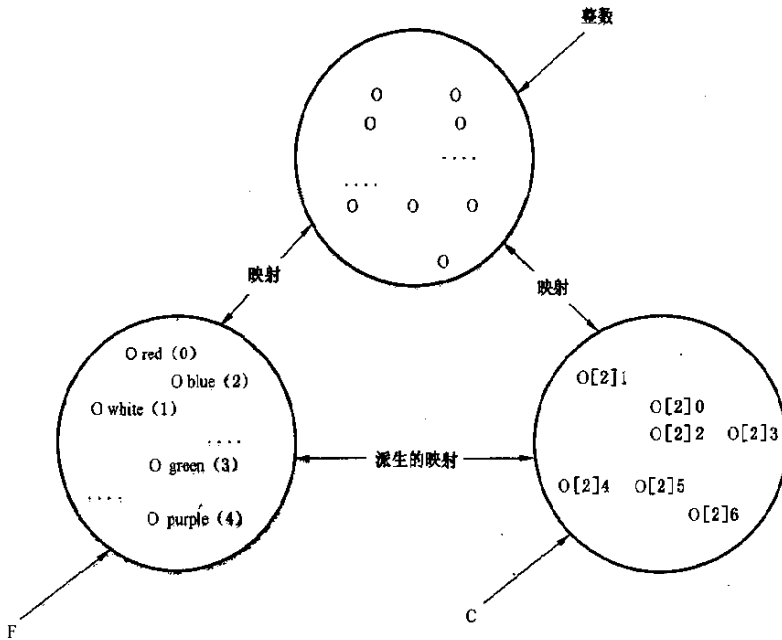 整数
O O
O O
....
....
O O O
O
映射
映射
O red (0)
O blue (2)
O white (1)
....
O green (3)
....
O purple (4)
派生的映射
O[2]1
O[2]0
O[2]2 O[2]3
O[2]4 O[2]5
O[2]6
F
C